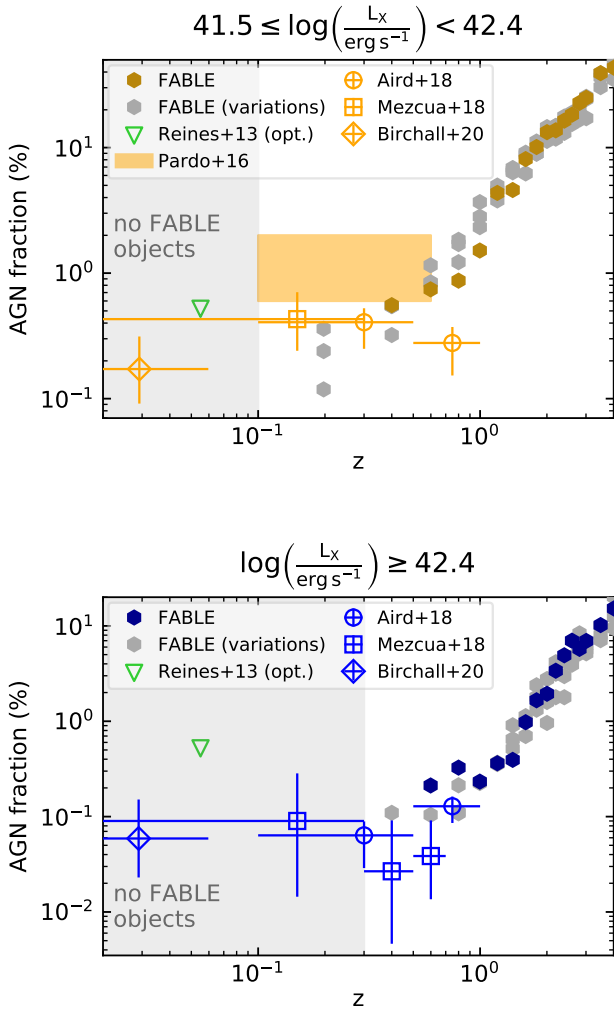 41.5 ≤ log(L_X / erg s⁻¹) < 42.4
FABLE
FABLE (variations)
Reines+13 (opt.)
Pardo+16
Aird+18
Mezcua+18
Birchall+20
no FABLE
objects
AGN fraction (%)
10¹
10⁰
10⁻¹
10⁻¹ 10⁰
z
log(L_X / erg s⁻¹) ≥ 42.4
FABLE
FABLE (variations)
Reines+13 (opt.)
Aird+18
Mezcua+18
Birchall+20
no FABLE
objects
AGN fraction (%)
10¹
10⁰
10⁻¹
10⁻²
10⁻¹ 10⁰
z